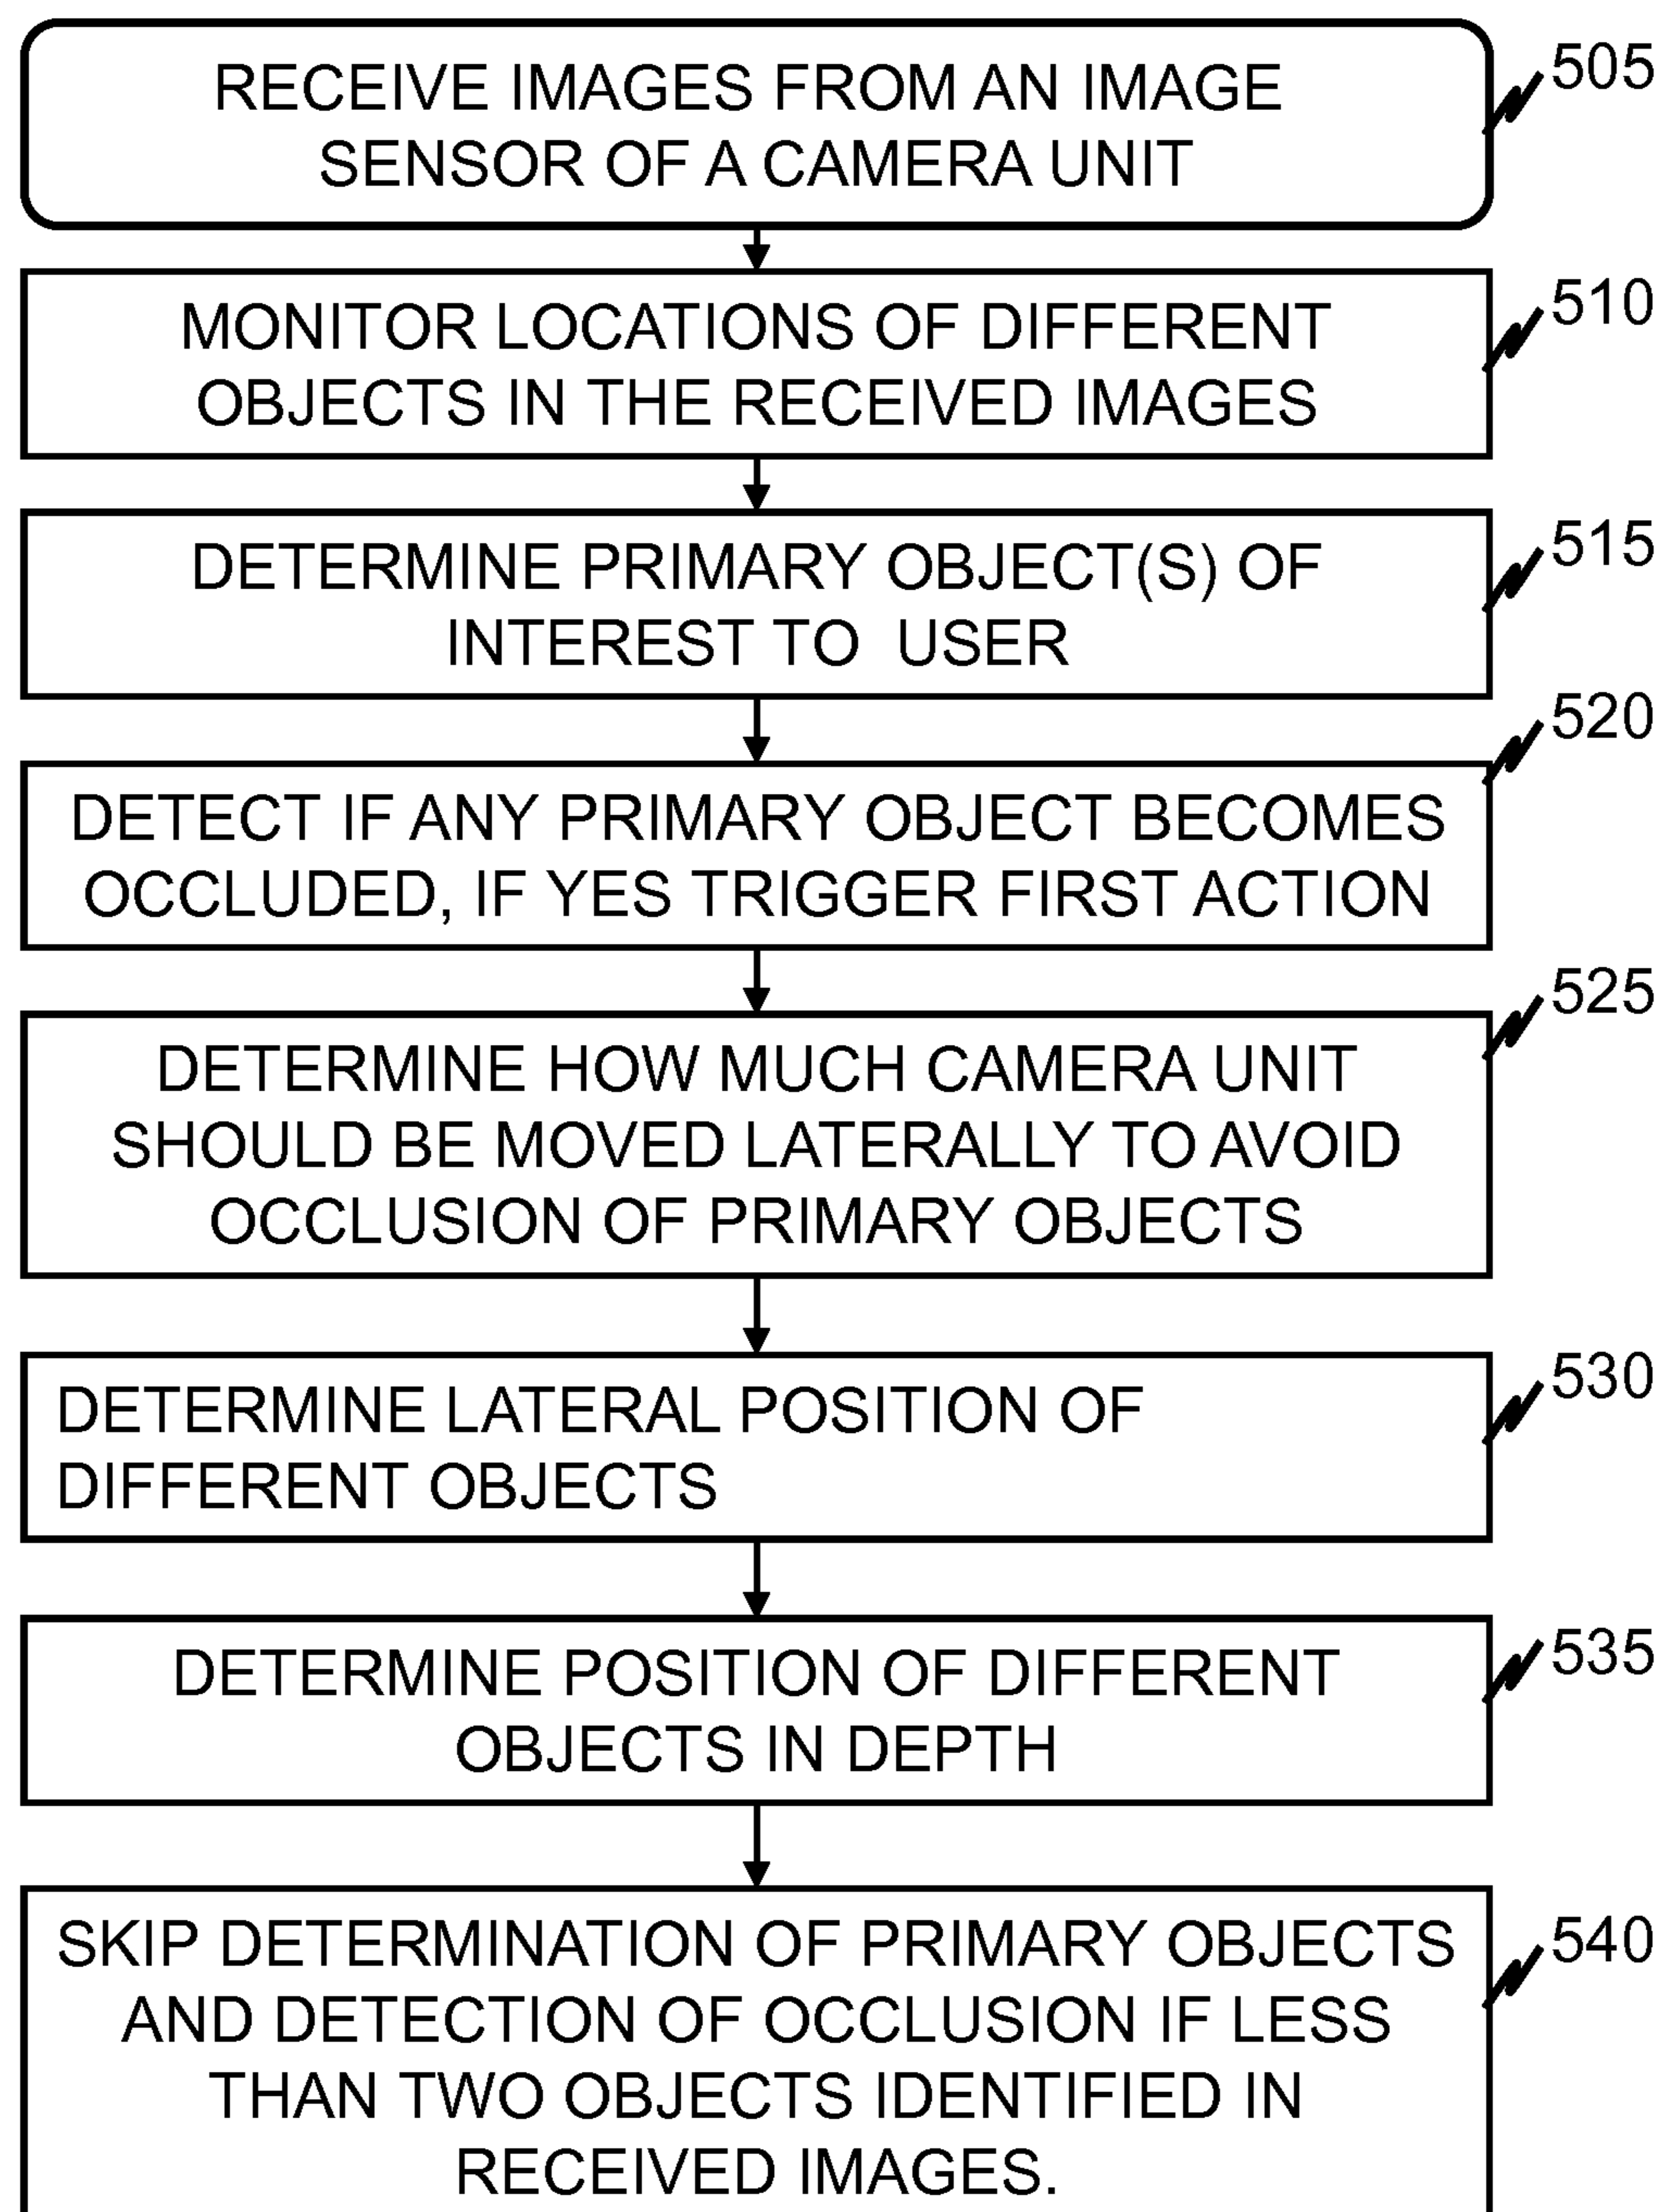 RECEIVE IMAGES FROM AN IMAGE
SENSOR OF A CAMERA UNIT
505
MONITOR LOCATIONS OF DIFFERENT
OBJECTS IN THE RECEIVED IMAGES
510
DETERMINE PRIMARY OBJECT(S) OF
INTEREST TO USER
515
DETECT IF ANY PRIMARY OBJECT BECOMES
OCCLUDED, IF YES TRIGGER FIRST ACTION
520
DETERMINE HOW MUCH CAMERA UNIT
SHOULD BE MOVED LATERALLY TO AVOID
OCCLUSION OF PRIMARY OBJECTS
525
DETERMINE LATERAL POSITION OF
DIFFERENT OBJECTS
530
DETERMINE POSITION OF DIFFERENT
OBJECTS IN DEPTH
535
SKIP DETERMINATION OF PRIMARY OBJECTS
AND DETECTION OF OCCLUSION IF LESS
THAN TWO OBJECTS IDENTIFIED IN
RECEIVED IMAGES.
540